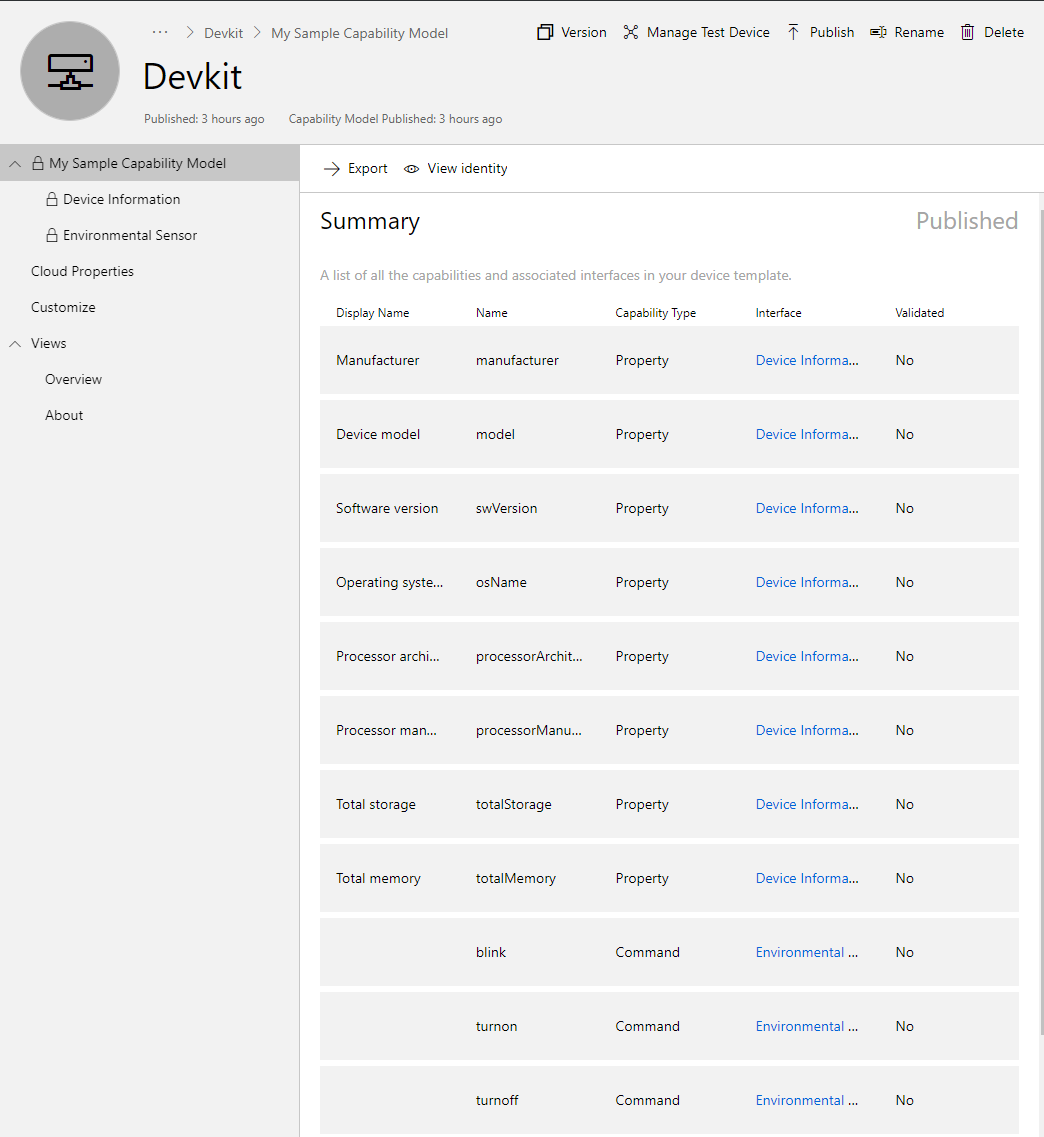 ··· > Devkit > My Sample Capability Model
Version Manage Test Device Publish Rename Delete
Devkit
Published: 3 hours ago Capability Model Published: 3 hours ago
My Sample Capability Model
Device Information
Environmental Sensor
Cloud Properties
Customize
Views
Overview
About
Export View identity
Summary Published
A list of all the capabilities and associated interfaces in your device template.
Display Name Name Capability Type Interface Validated
Manufacturer manufacturer Property Device Informa... No
Device model model Property Device Informa... No
Software version swVersion Property Device Informa... No
Operating syste... osName Property Device Informa... No
Processor archi... processorArchit... Property Device Informa... No
Processor man... processorManu... Property Device Informa... No
Total storage totalStorage Property Device Informa... No
Total memory totalMemory Property Device Informa... No
blink Command Environmental ... No
turnon Command Environmental ... No
turnoff Command Environmental ... No